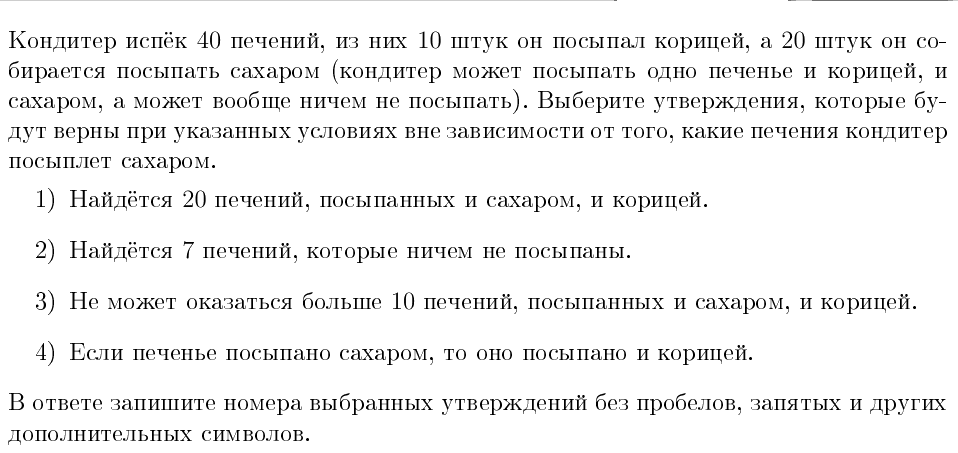 Кондитер испёк 40 печений, из них 10 штук он посыпал корицей, а 20 штук он со-
бирается посыпать сахаром (кондитер может посыпать одно печенье и корицей, и
сахаром, а может вообще ничем не посыпать). Выберите утверждения, которые бу-
дут верны при указанных условиях вне зависимости от того, какие печения кондитер
посыплет сахаром.
1) Найдётся 20 печений, посыпанных и сахаром, и корицей.
2) Найдётся 7 печений, которые ничем не посыпаны.
3) Не может оказаться больше 10 печений, посыпанных и сахаром, и корицей.
4) Если печенье посыпано сахаром, то оно посыпано и корицей.
В ответе запишите номера выбранных утверждений без пробелов, запятых и других
дополнительных символов.